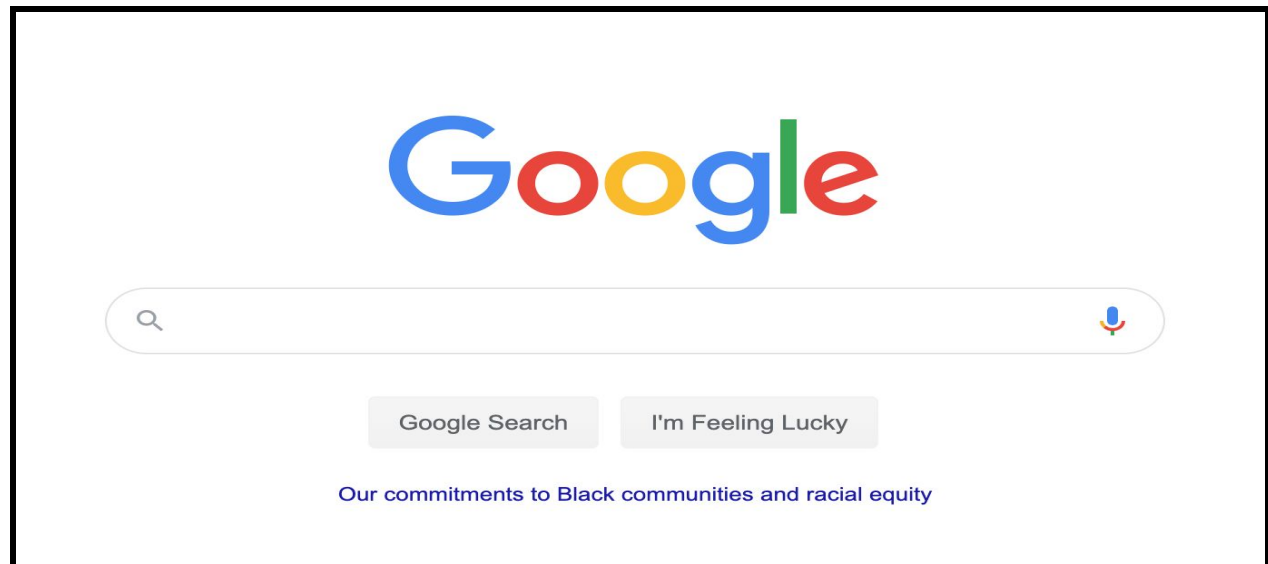 Google
Google Search I'm Feeling Lucky
Our commitments to Black communities and racial equity